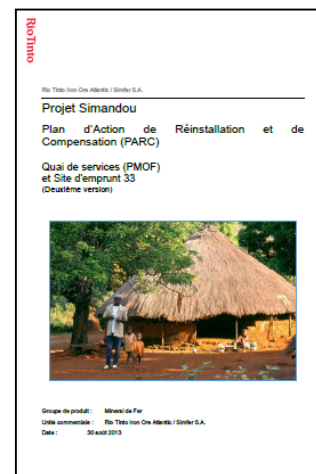 RioTinto
Rio Tinto Iron Ore Atlantic / Simfer S.A.
Projet Simandou
Plan d'Action de Réinstallation et de
Compensation (PARC)
Quai de services (PMOF)
et Site d'emprunt 33
(Deuxième version)
Groupe de produit : Minerai de Fer
Unité commerciale : Rio Tinto Iron Ore Atlantic / Simfer S.A.
Date : 30 août 2013